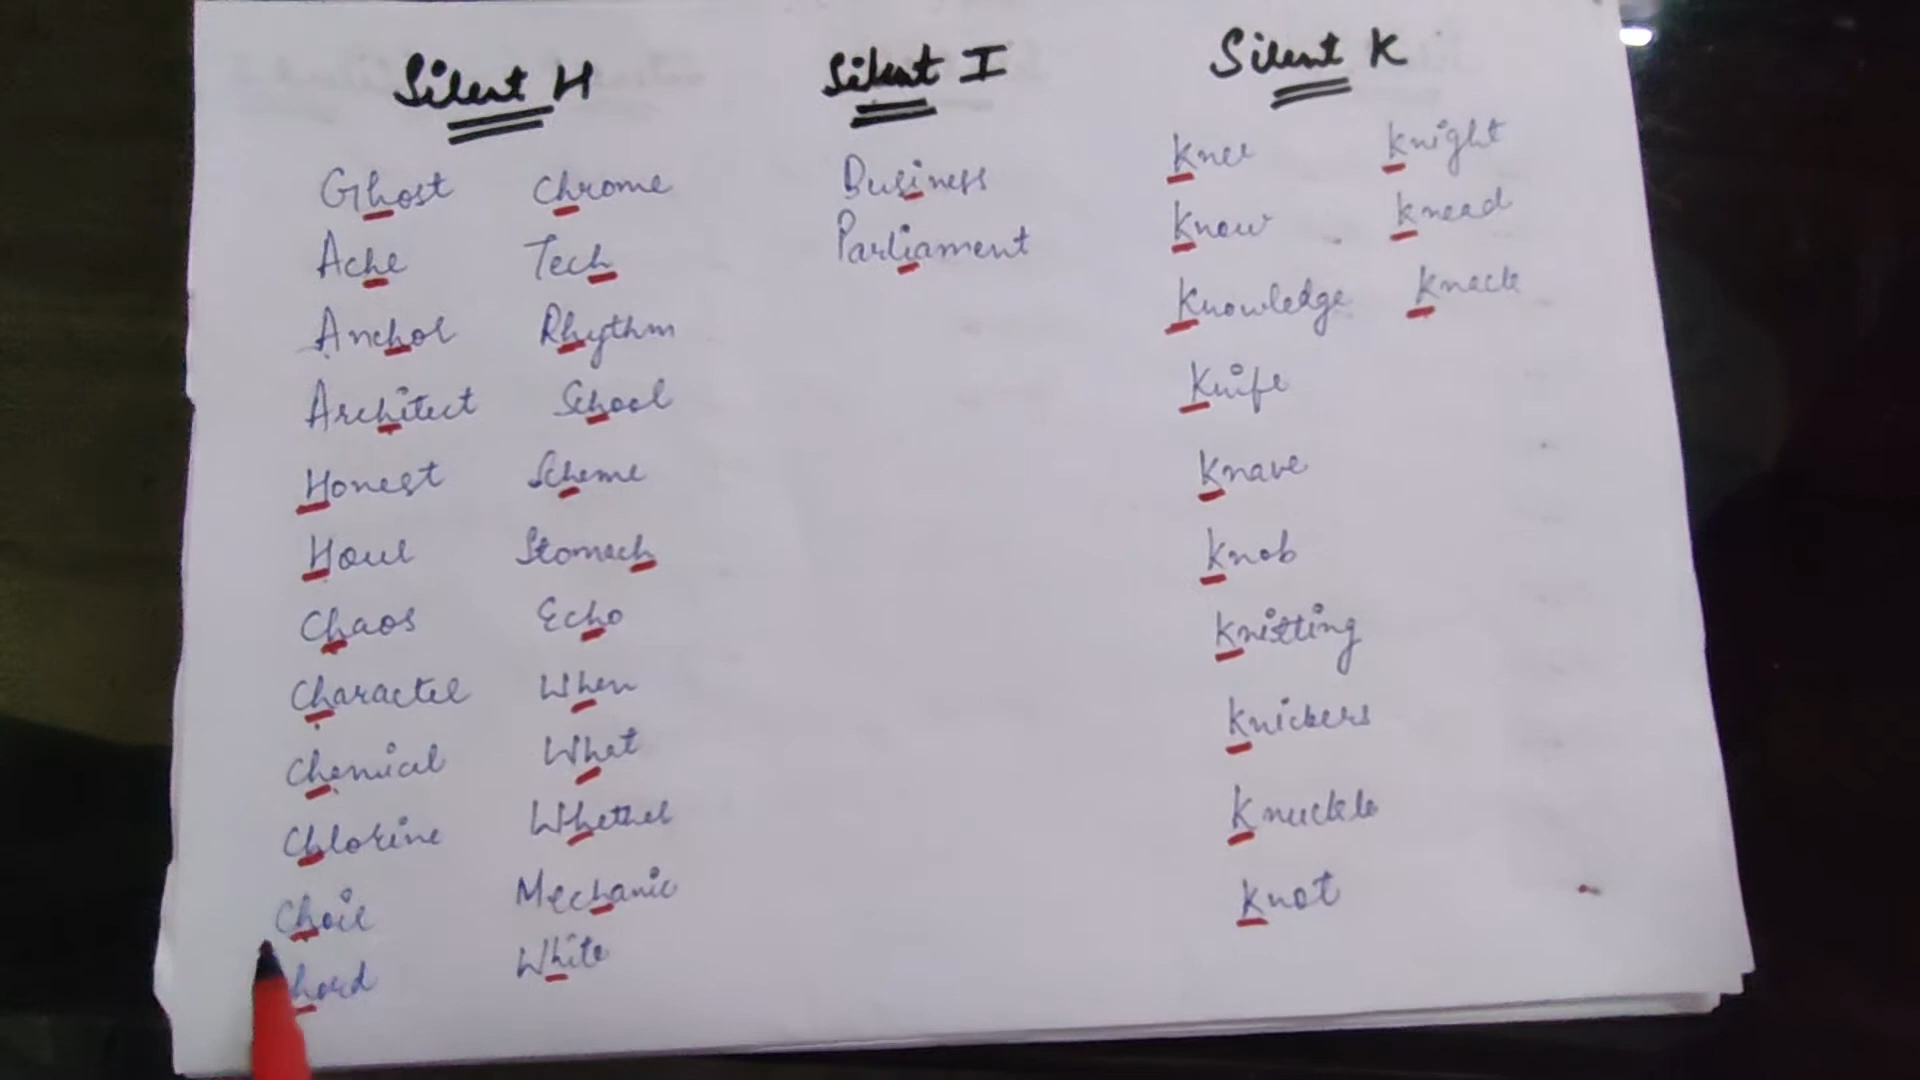 Silent H
Ghost
Ache
Anchor
Architect
Honest
Hour
Chaos
Character
Chemical
Chlorine
Choir
hord
Chrome
Tech
Rhythm
School
Scheme
Stomach
Echo
When
What
Whether
Mechanic
White
Silent I
Business
Parliament
Silent K
Knee
Know
Knowledge
Knife
Knave
Knob
Knitting
Knickers
Knuckle
Knot
Knight
Knead
Knack